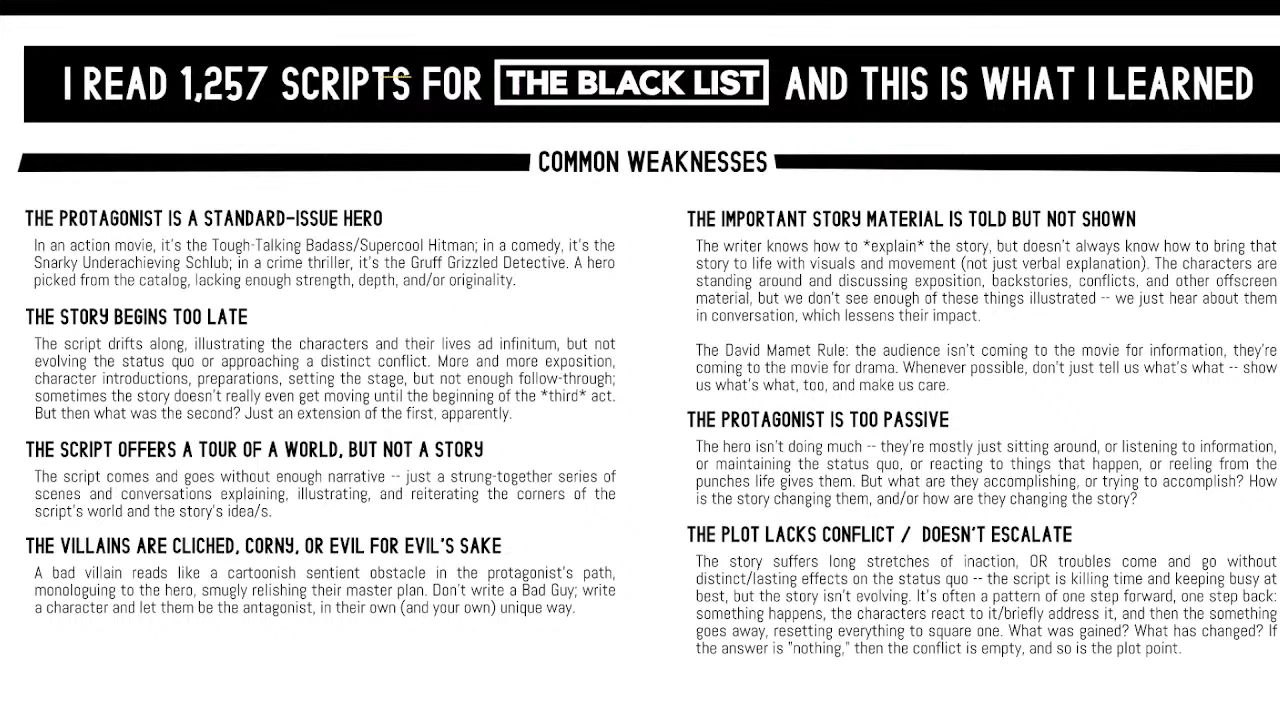 I READ 1,257 SCRIPTS FOR THE BLACK LIST AND THIS IS WHAT I LEARNED
COMMON WEAKNESSES
THE PROTAGONIST IS A STANDARD-ISSUE HERO
In an action movie, it's the Tough-Talking Badass/Supercool Hitman; in a comedy, it's the
Snarky Underachieving Schlub; in a crime thriller, it's the Gruff Grizzled Detective. A hero
picked from the catalog, lacking enough strength, depth, and/or originality.
THE STORY BEGINS TOO LATE
The script drifts along, illustrating the characters and their lives ad infinitum, but not
evolving the status quo or approaching a distinct conflict. More and more exposition,
character introductions, preparations, setting the stage, but not enough follow-through;
sometimes the story doesn't really even get moving until the beginning of the *third* act.
But then what was the second? Just an extension of the first, apparently.
THE SCRIPT OFFERS A TOUR OF A WORLD, BUT NOT A STORY
The script comes and goes without enough narrative -- just a strung-together series of
scenes and conversations explaining, illustrating, and reiterating the corners of the
script's world and the story's idea/s.
THE VILLAINS ARE CLICHED, CORNY, OR EVIL FOR EVIL'S SAKE
A bad villain reads like a cartoonish sentient obstacle in the protagonist's path,
monologuing to the hero, smugly relishing their master plan. Don't write a Bad Guy; write
a character and let them be the antagonist, in their own (and your own) unique way.
THE IMPORTANT STORY MATERIAL IS TOLD BUT NOT SHOWN
The writer knows how to *explain* the story, but doesn't always know how to bring that
story to life with visuals and movement (not just verbal explanation). The characters are
standing around and discussing exposition, backstories, conflicts, and other offscreen
material, but we don't see enough of these things illustrated -- we just hear about them
in conversation, which lessens their impact.
The David Mamet Rule: the audience isn't coming to the movie for information, they're
coming to the movie for drama. Whenever possible, don't just tell us what's what -- show
us what's what, too, and make us care.
THE PROTAGONIST IS TOO PASSIVE
The hero isn't doing much -- they're mostly just sitting around, or listening to information,
or maintaining the status quo, or reacting to things that happen, or reeling from the
punches life gives them. But what are they accomplishing, or trying to accomplish? How
is the story changing them, and/or how are they changing the story?
THE PLOT LACKS CONFLICT / DOESN'T ESCALATE
The story suffers long stretches of inaction, OR troubles come and go without
distinct/lasting effects on the status quo -- the script is killing time and keeping busy at
best, but the story isn't evolving. It's often a pattern of one step forward, one step back:
something happens, the characters react to it/briefly address it, and then the something
goes away, resetting everything to square one. What was gained? What has changed? If
the answer is "nothing," then the conflict is empty, and so is the plot point.